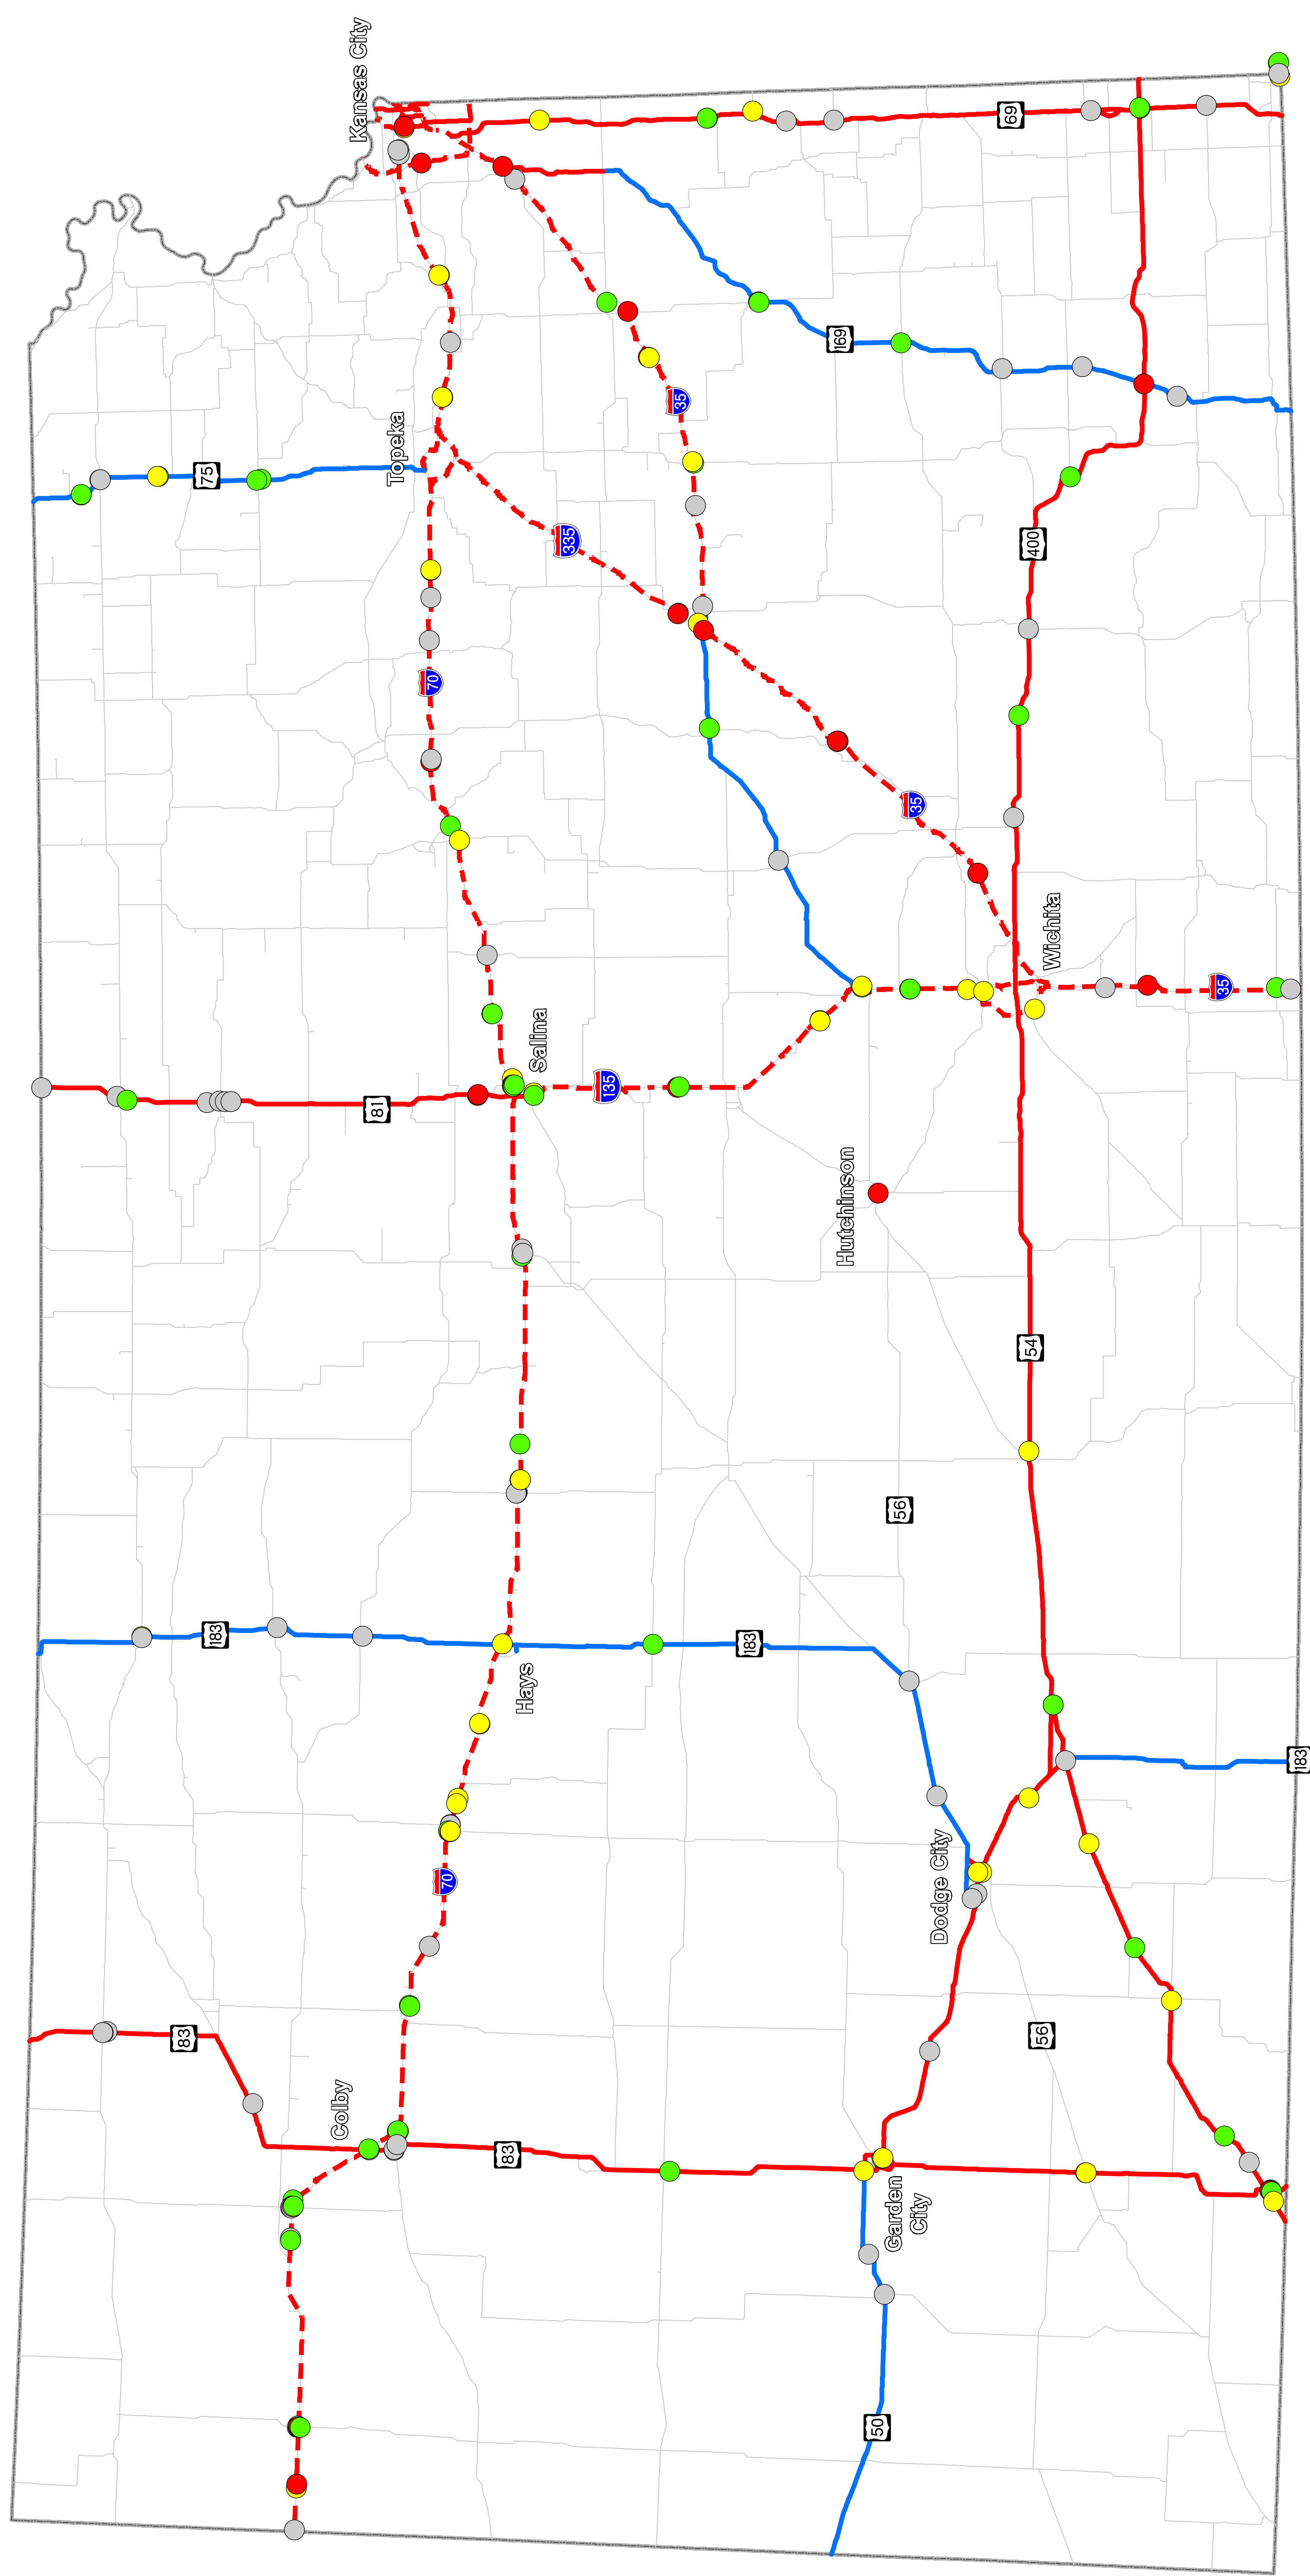 83
183
75
Colby
Kansas City
81
Topeka
70
70
83
Hays
Salina
335
135
35
183
169
Hutchinson
50
Garden
City
56
35
Dodge City
69
54
400
56
Wichita
35
183